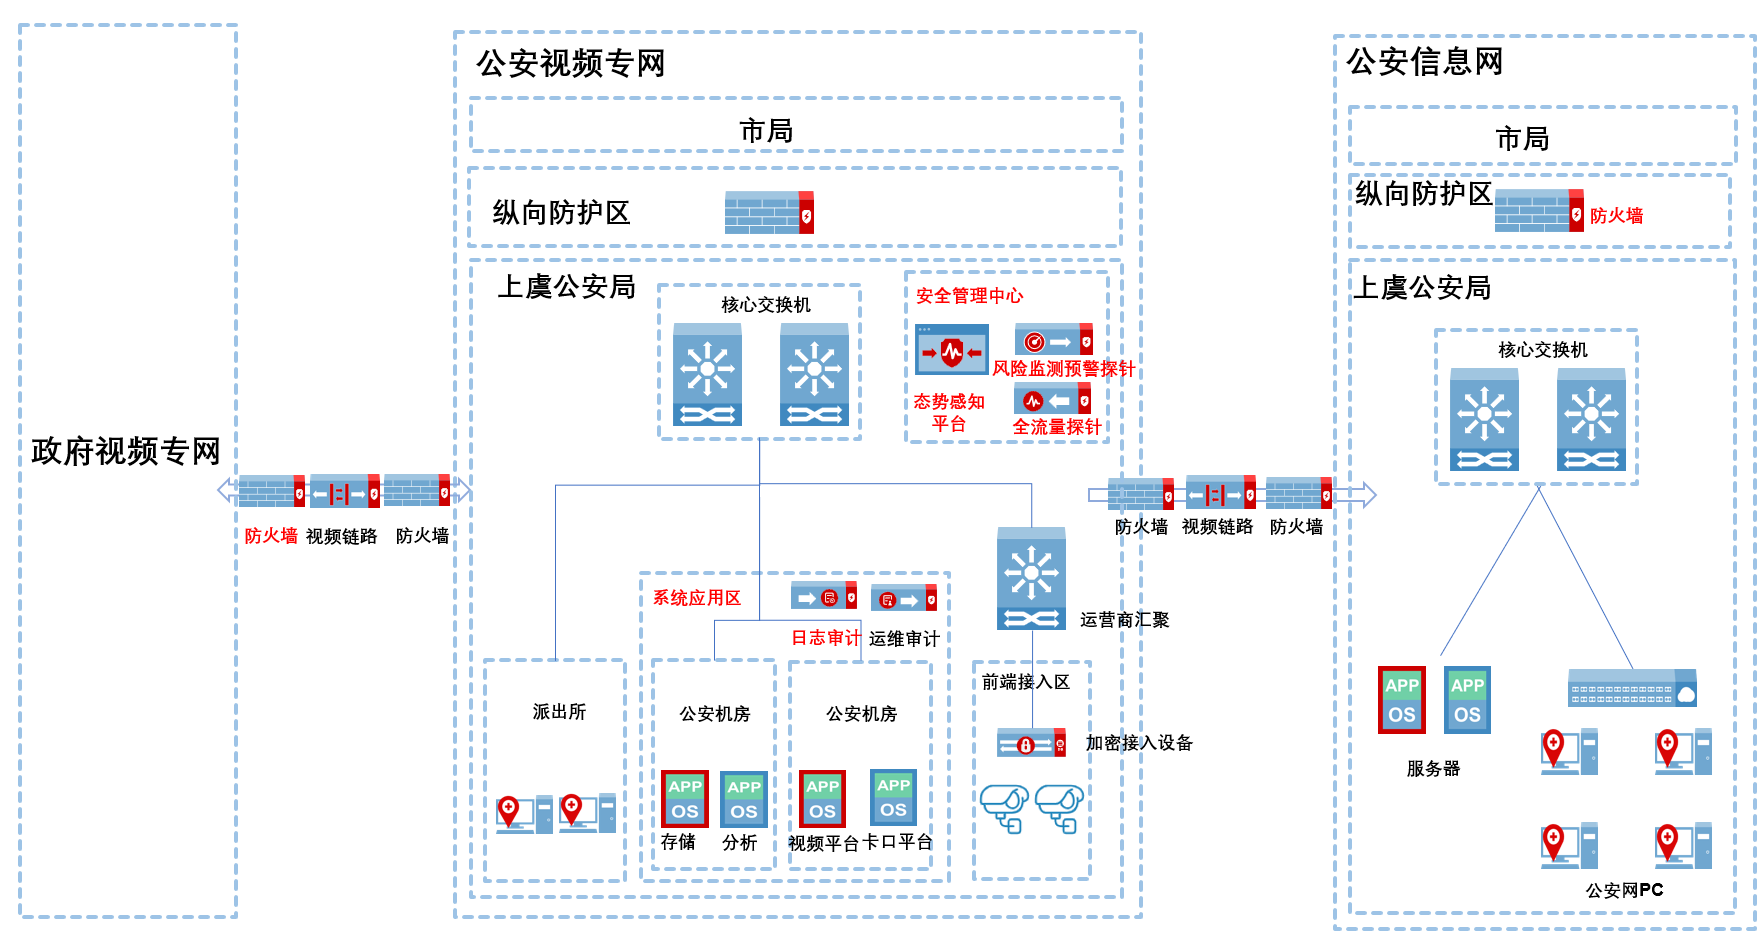 政府视频专网
防火墙
视频链路
防火墙
公安视频专网
市局
纵向防护区
上虞公安局
核心交换机
安全管理中心
风险监测预警探针
态势感知
平台
全流量探针
系统应用区
日志审计
运维审计
运营商汇聚
派出所
公安机房
公安机房
前端接入区
加密接入设备
存储
分析
视频平台
卡口平台
APP
OS
APP
OS
APP
OS
APP
OS
防火墙
视频链路
防火墙
公安信息网
市局
纵向防护区
防火墙
上虞公安局
核心交换机
APP
OS
APP
OS
服务器
公安网PC